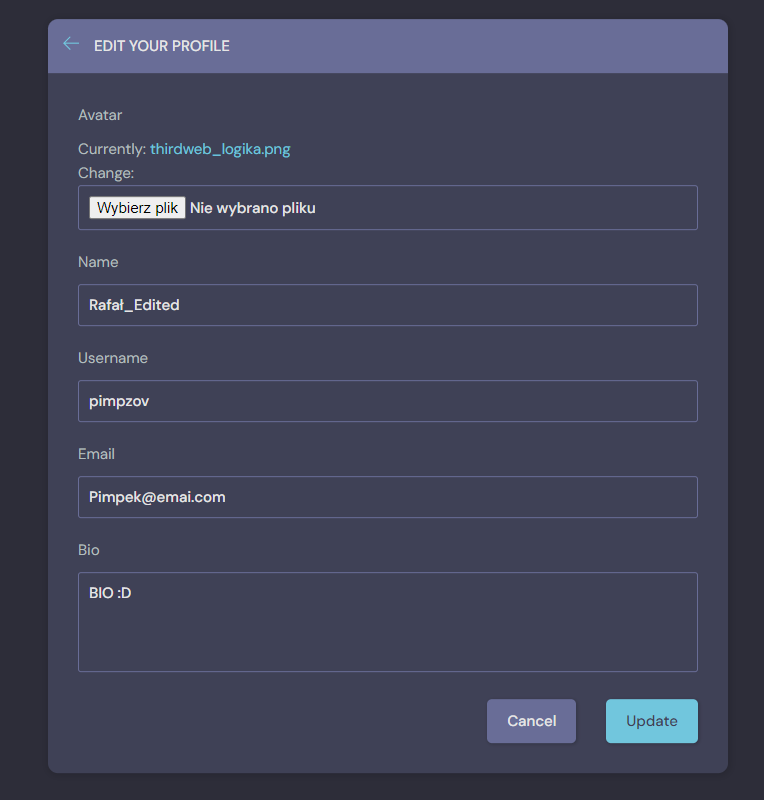 EDIT YOUR PROFILE
Avatar
Currently: thirdweb_logika.png
Change:
Wybierz plik Nie wybrano pliku
Name
Rafał_Edited
Username
pimpzov
Email
Pimpek@emai.com
Bio
BIO :D
Cancel Update